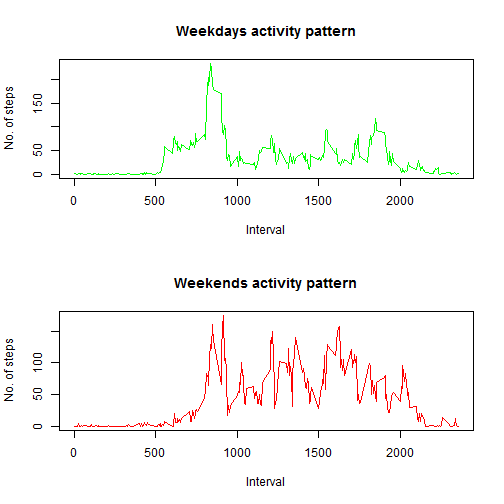 Weekdays activity pattern
No. of steps
0 50 150
0 500 1000 1500 2000
Interval
Weekends activity pattern
No. of steps
0 50 100
0 500 1000 1500 2000
Interval